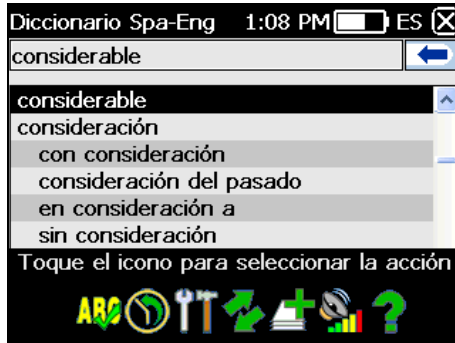 Diccionario Spa-Eng 1:08 PM ES
considerable
considerable
consideración
con consideración
consideración del pasado
en consideración a
sin consideración
Toque el icono para seleccionar la acción
ABC